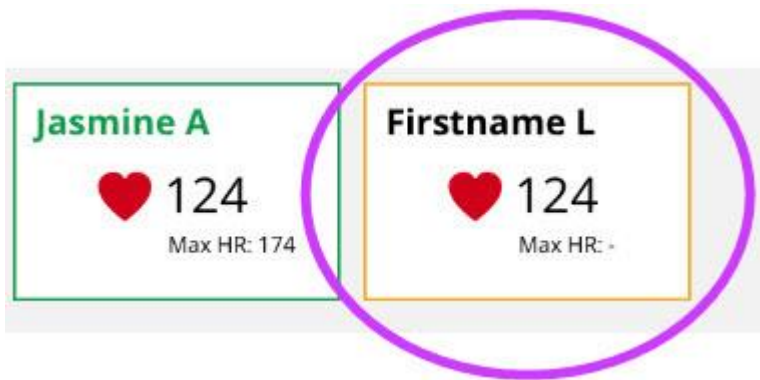 Jasmine A
124
Max HR: 174
Firstname L
124
Max HR: -